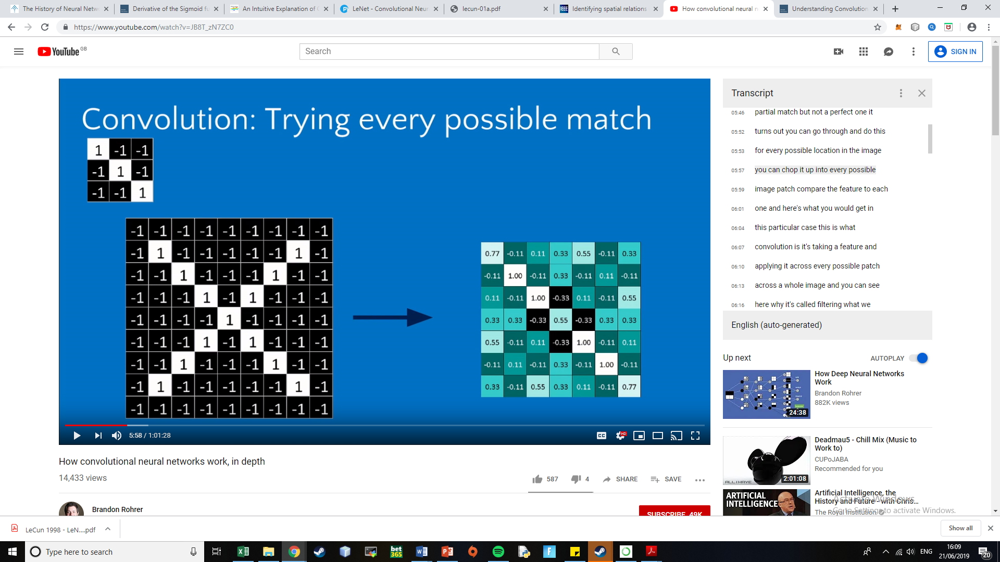 The History of Neural Netw
Derivative of the Sigmoid fu
An Intuitive Explanation of C
LeNet - Convolutional Neur
lecun-01a.pdf
Identifying spatial relations
How convolutional neural n
Understanding Convolution
https://www.youtube.com/watch?v=JB8T_zN7ZC0
YouTube GB
Search
SIGN IN
Convolution: Trying every possible match
1 -1 -1
-1 1 -1
-1 -1 1
-1 -1 -1 -1 -1 -1 -1 -1 -1
-1 1 -1 -1 -1 -1 -1 1 -1
-1 -1 1 -1 -1 -1 1 -1 -1
-1 -1 -1 1 -1 1 -1 -1 -1
-1 -1 -1 -1 1 -1 -1 -1 -1
-1 -1 -1 1 -1 1 -1 -1 -1
-1 -1 1 -1 -1 -1 1 -1 -1
-1 1 -1 -1 -1 -1 -1 1 -1
-1 -1 -1 -1 -1 -1 -1 -1 -1
0.77 -0.11 0.11 0.33 0.55 -0.11 0.33
-0.11 1.00 -0.11 0.33 -0.11 0.11 -0.11
0.11 -0.11 1.00 -0.33 0.11 -0.11 0.55
0.33 0.33 -0.33 0.55 -0.33 0.33 0.33
0.55 -0.11 0.11 -0.33 1.00 -0.11 0.11
-0.11 0.11 -0.11 0.33 -0.11 1.00 -0.11
0.33 -0.11 0.55 0.33 0.11 -0.11 0.77
5:58 / 1:01:28
CC
HD
How convolutional neural networks work, in depth
14,433 views
587
4
SHARE
SAVE
Brandon Rohrer
SUBSCRIBE 49K
Transcript
05:46 partial match but not a perfect one it
05:52 turns out you can go through and do this
05:53 for every possible location in the image
05:57 you can chop it up into every possible
05:59 image patch compare the feature to each
06:01 one and here's what you would get in
06:04 this particular case this is what
06:07 convolution is it's taking a feature and
06:10 applying it across every possible patch
06:13 across a whole image and you can see
06:16 here why it's called filtering what we
English (auto-generated)
Up next
AUTOPLAY
24:38
How Deep Neural Networks
Work
Brandon Rohrer
882K views
ALL I HAVE
2:01:08
Deadmau5 - Chill Mix (Music to
Work to)
CUPoJABA
Recommended for you
ARTIFICIAL
INTELLIGENCE
Artificial Intelligence, the
History and Future - with Chris...
The Royal Institution
Activate Windows
Go to Settings to activate Windows.
LeCun 1998 - LeN....pdf
Show all
Type here to search
bet
365
ENG
16:09
21/06/2019
20